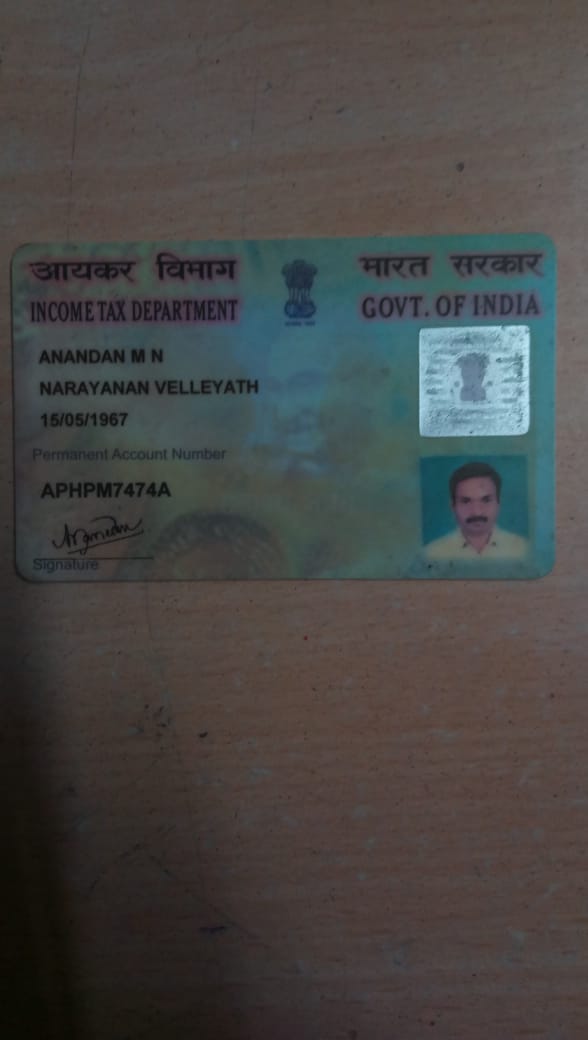 आयकर विभाग
भारत सरकार
INCOME TAX DEPARTMENT
GOVT. OF INDIA
ANANDAN M N
NARAYANAN VELLEYATH
15/05/1967
Permanent Account Number
APHPM7474A
Anandan
Signature